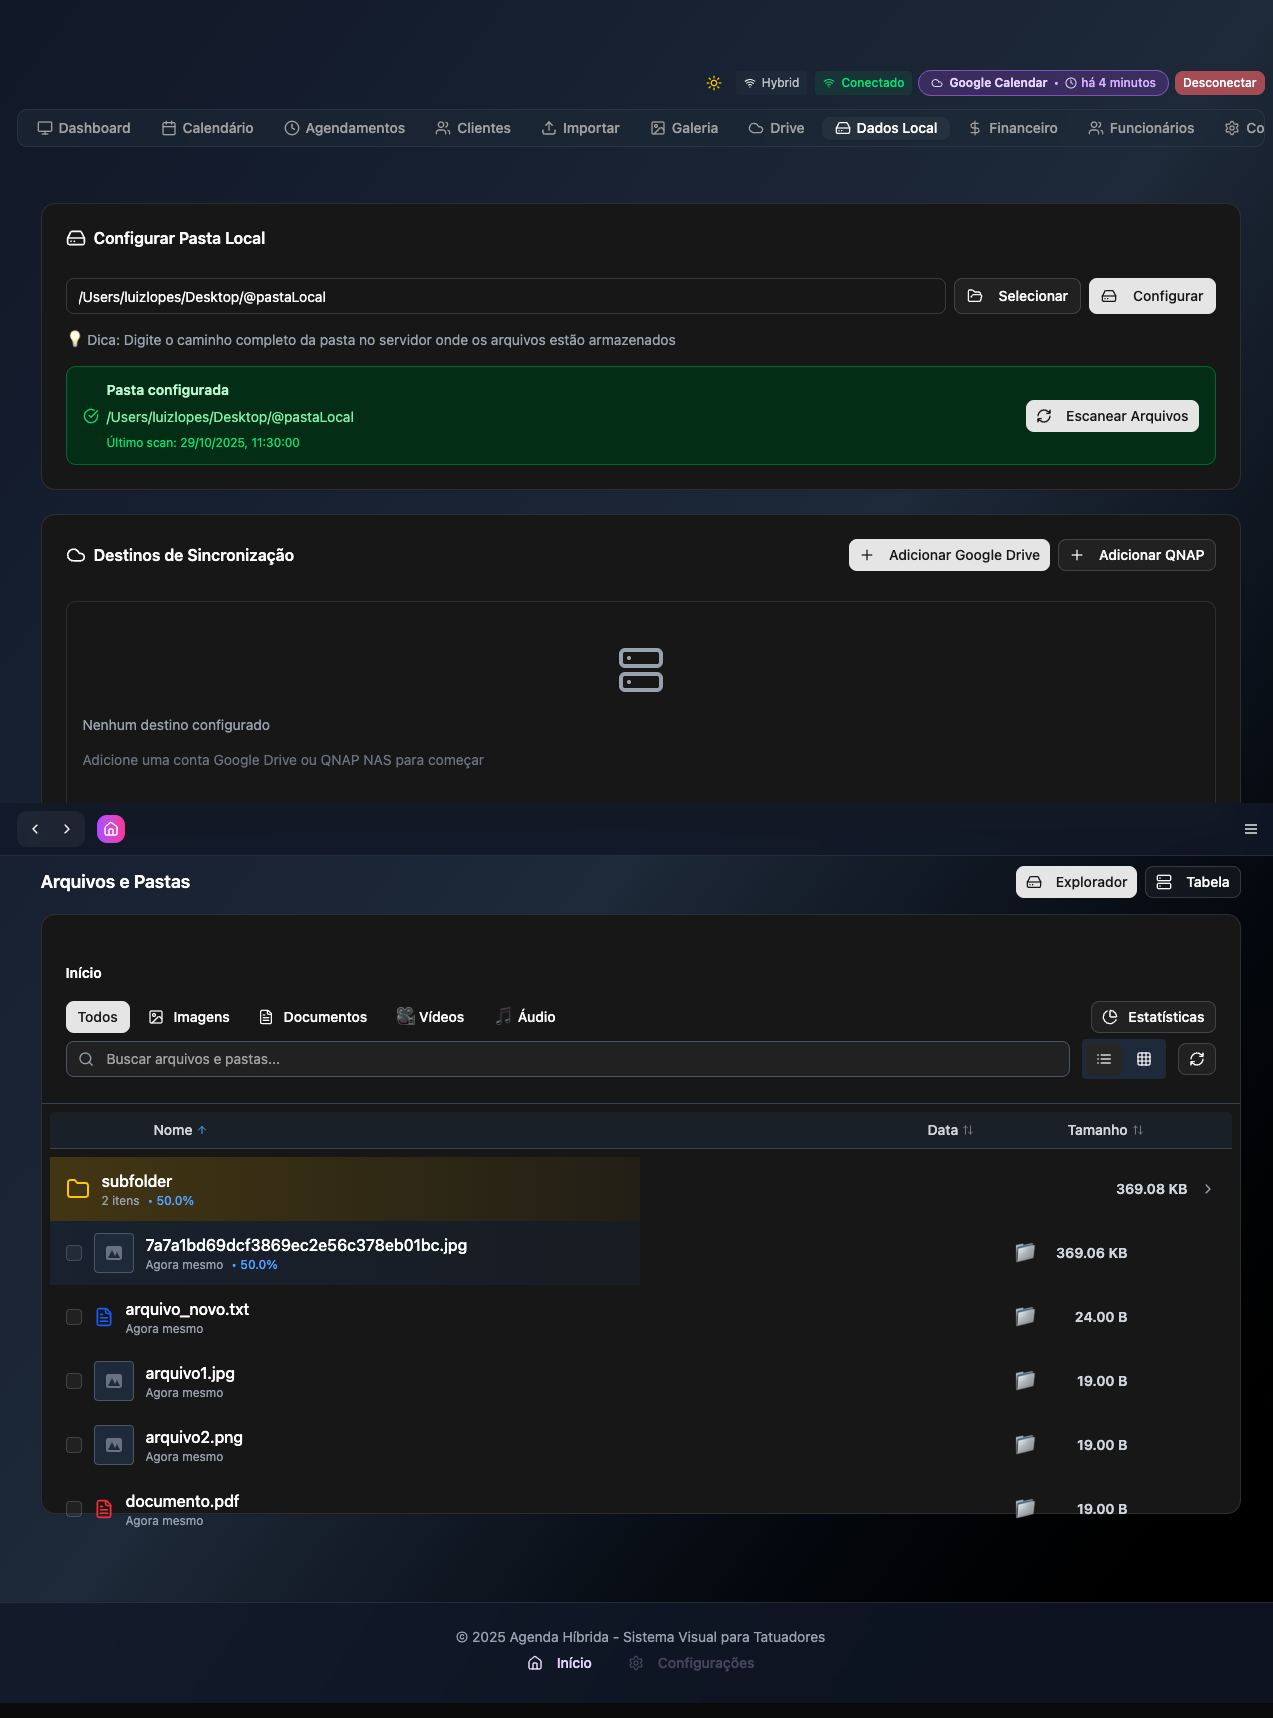 Hybrid
Conectado
Google Calendar • há 4 minutos
Desconectar
Dashboard
Calendário
Agendamentos
Clientes
Importar
Galeria
Drive
Dados Local
Financeiro
Funcionários
Co
Configurar Pasta Local
/Users/luizlopes/Desktop/@pastaLocal
Selecionar
Configurar
Dica: Digite o caminho completo da pasta no servidor onde os arquivos estão armazenados
Pasta configurada
/Users/luizlopes/Desktop/@pastaLocal
Último scan: 29/10/2025, 11:30:00
Escanear Arquivos
Destinos de Sincronização
Adicionar Google Drive
Adicionar QNAP
Nenhum destino configurado
Adicione uma conta Google Drive ou QNAP NAS para começar
Arquivos e Pastas
Explorador
Tabela
Início
Todos
Imagens
Documentos
Vídeos
Áudio
Estatísticas
Buscar arquivos e pastas...
Nome ↑
Data ↑↓
Tamanho ↑↓
subfolder
2 itens • 50.0%
369.08 KB
7a7a1bd69dcf3869ec2e56c378eb01bc.jpg
Agora mesmo • 50.0%
369.06 KB
arquivo_novo.txt
Agora mesmo
24.00 B
arquivo1.jpg
Agora mesmo
19.00 B
arquivo2.png
Agora mesmo
19.00 B
documento.pdf
Agora mesmo
19.00 B
© 2025 Agenda Híbrida - Sistema Visual para Tatuadores
Início
Configurações